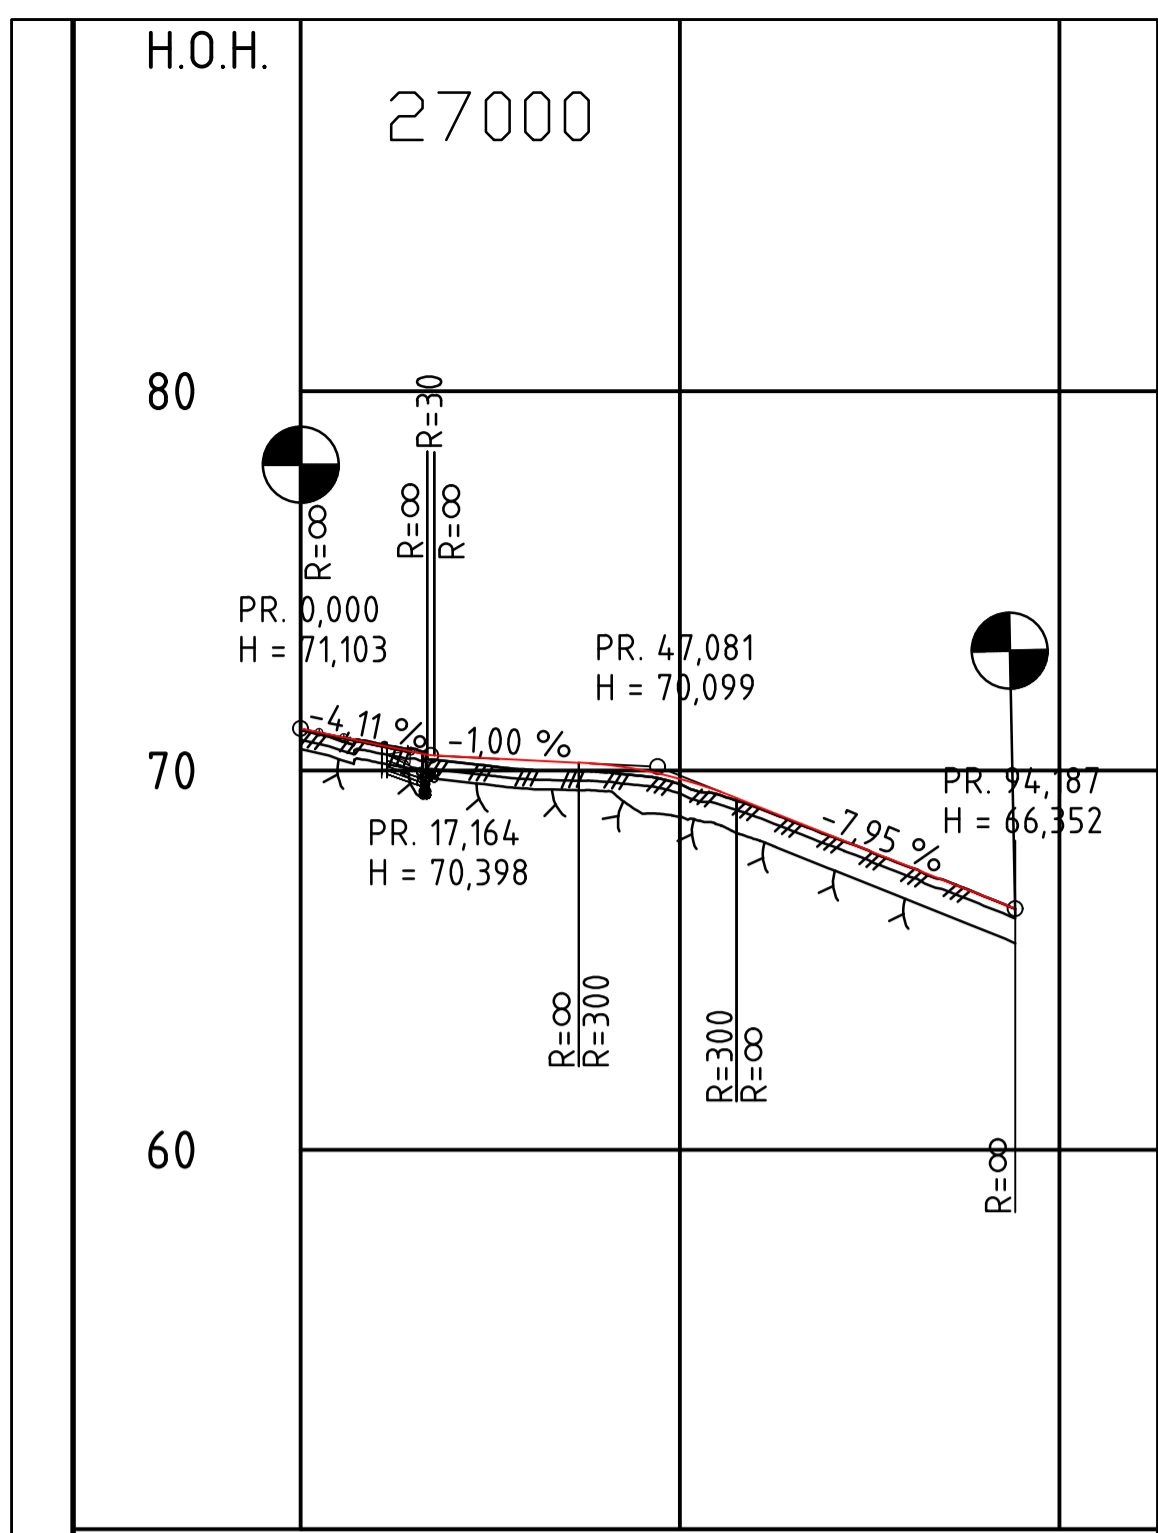 H.O.H.
27000
80
R=30
R=∞
R=∞
R=∞
PR. 0,000
H = 71,103
PR. 47,081
H = 70,099
-4,11 %
-1,00 %
70
PR. 94,187
H = 66,352
PR. 17,164
H = 70,398
-7,95 %
R=∞
R=300
R=300
R=∞
60
R=∞